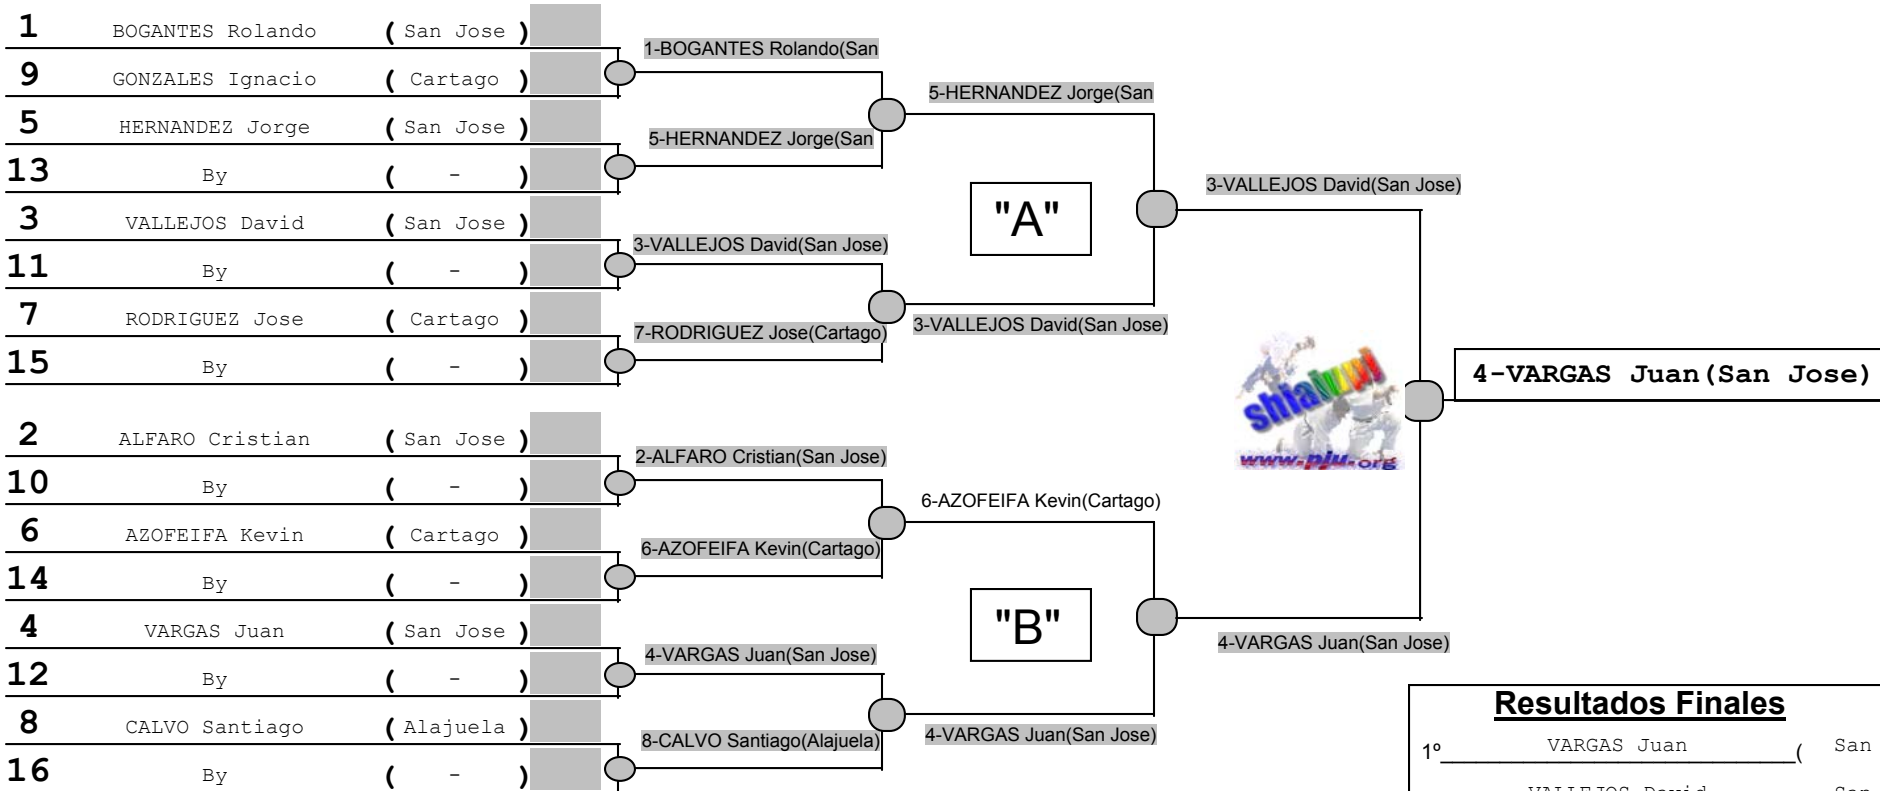 1 BOGANTES Rolando ( San Jose )
9 GONZALES Ignacio ( Cartago )
5 HERNANDEZ Jorge ( San Jose )
13 By ( - )
3 VALLEJOS David ( San Jose )
11 By ( - )
7 RODRIGUEZ Jose ( Cartago )
15 By ( - )
2 ALFARO Cristian ( San Jose )
10 By ( - )
6 AZOFEIFA Kevin ( Cartago )
14 By ( - )
4 VARGAS Juan ( San Jose )
12 By ( - )
8 CALVO Santiago ( Alajuela )
16 By ( - )
1-BOGANTES Rolando(San
5-HERNANDEZ Jorge(San
3-VALLEJOS David(San Jose)
7-RODRIGUEZ Jose(Cartago)
2-ALFARO Cristian(San Jose)
6-AZOFEIFA Kevin(Cartago)
4-VARGAS Juan(San Jose)
8-CALVO Santiago(Alajuela)
5-HERNANDEZ Jorge(San
"A"
3-VALLEJOS David(San Jose)
6-AZOFEIFA Kevin(Cartago)
"B"
4-VARGAS Juan(San Jose)
3-VALLEJOS David(San Jose)
shiaiwpj
www.pju.org
4-VARGAS Juan(San Jose)
4-VARGAS Juan(San Jose)
Resultados Finales
1º VARGAS Juan ( San
VALLEJOS David San